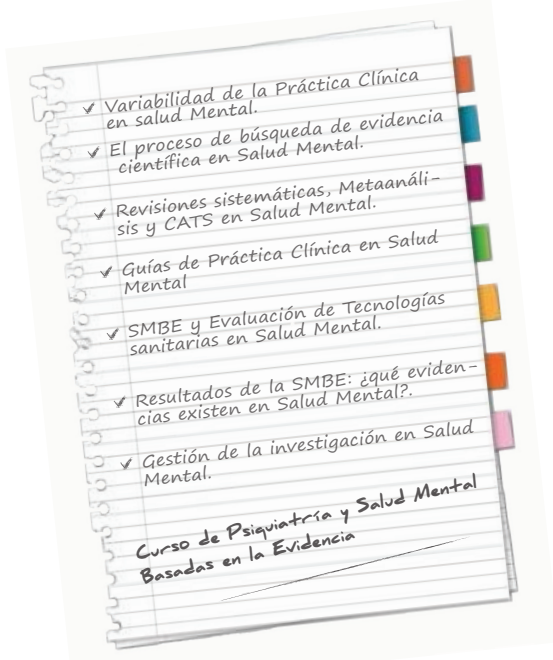 Variabilidad de la Práctica Clínica
en salud Mental.
El proceso de búsqueda de evidencia
científica en Salud Mental.
Revisiones sistemáticas, Metaanáli-
sis y CATS en Salud Mental.
Guías de Práctica Clínica en Salud
Mental
SMBE y Evaluación de Tecnologías
sanitarias en Salud Mental.
Resultados de la SMBE: ¿qué eviden-
cias existen en Salud Mental?.
Gestión de la investigación en Salud
Mental.
Curso de Psiquiatría y Salud Mental
Basadas en la Evidencia